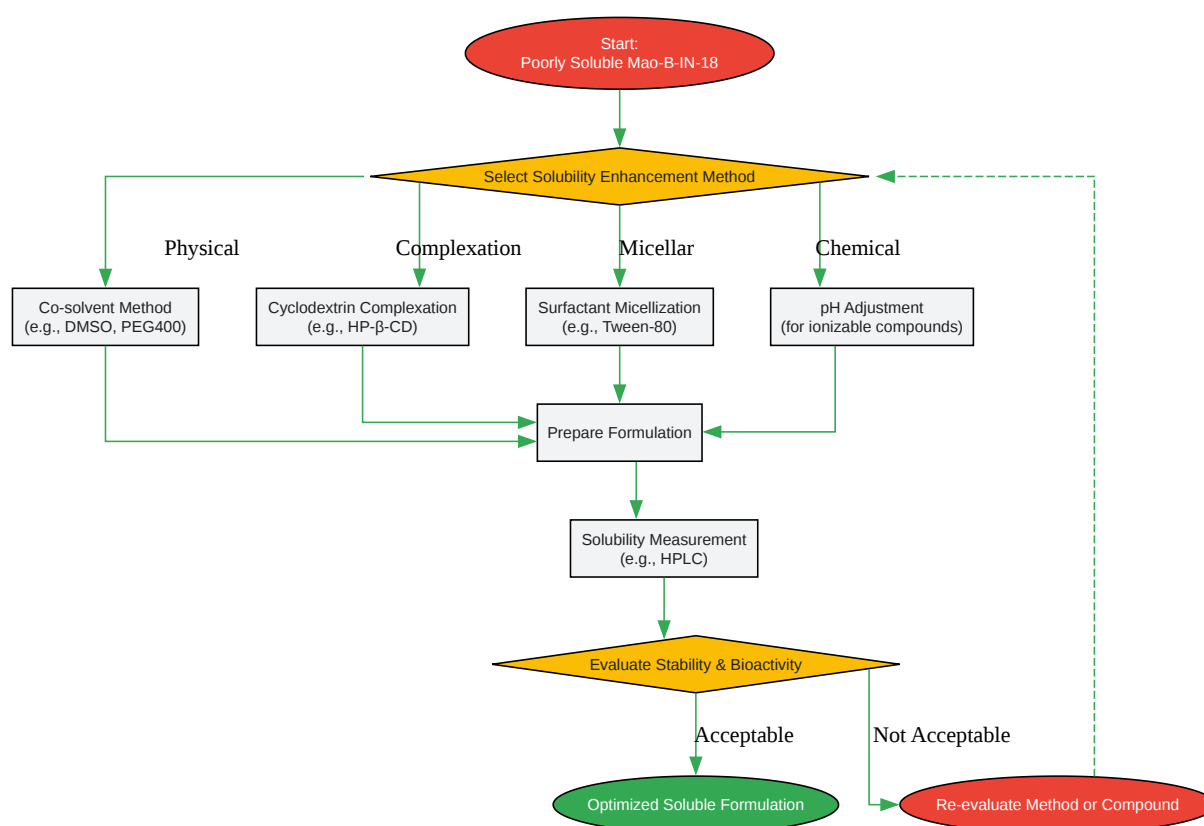 Start:
Poorly Soluble Mao-B-IN-18
Select Solubility Enhancement Method
Physical
Complexation
Micellar
Chemical
Co-solvent Method
(e.g., DMSO, PEG400)
Cyclodextrin Complexation
(e.g., HP-β-CD)
Surfactant Micellization
(e.g., Tween-80)
pH Adjustment
(for ionizable compounds)
Prepare Formulation
Solubility Measurement
(e.g., HPLC)
Evaluate Stability & Bioactivity
Acceptable
Not Acceptable
Optimized Soluble Formulation
Re-evaluate Method or Compound